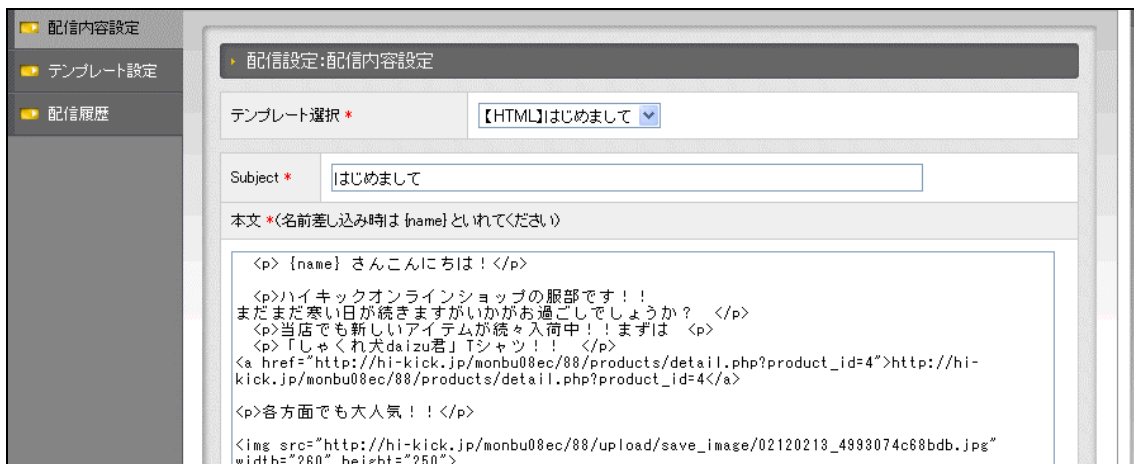 配信内容設定
テンプレート設定
配信履歴
配信設定:配信内容設定
テンプレート選択 *
【HTML】はじめまして
Subject *
はじめまして
本文 *(名前差し込み時は {name} といれてください)
<p> {name} さんこんにちは!</p>
<p>ハイキックオンラインショップの服部です!!
まだまだ寒い日が続きますがいかがお過ごしでしょうか? </p>
<p>当店でも新しいアイテムが続々入荷中!!まずは <p>
<p>「しゃくれ犬daizu君」Tシャツ!! </p>
<a href="http://hi-kick.jp/monbu08ec/88/products/detail.php?product_id=4">http://hi-
kick.jp/monbu08ec/88/products/detail.php?product_id=4</a>
<p>各方面でも大人気!!</p>
<img src="http://hi-kick.jp/monbu08ec/88/upload/save_image/02120213_4993074c68bdb.jpg"
width="260" height="250">